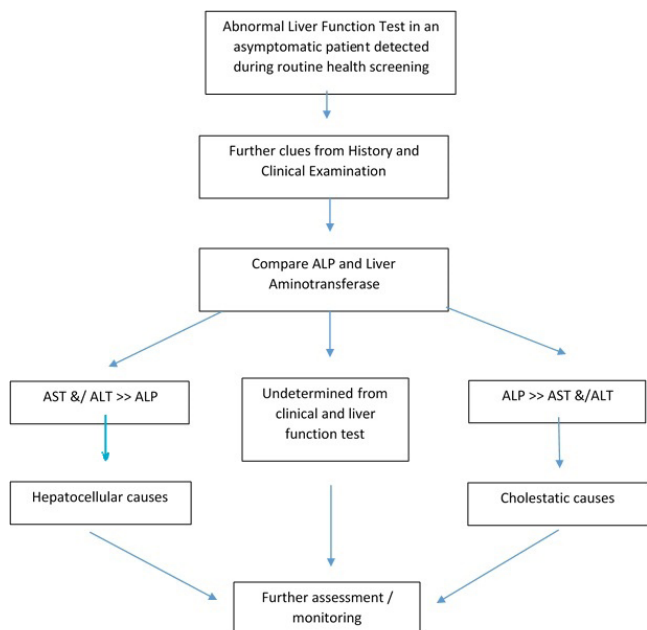 Abnormal Liver Function Test in an
asymptomatic patient detected
during routine health screening
Further clues from History and
Clinical Examination
Compare ALP and Liver
Aminotransferase
AST &/ ALT >> ALP
Undetermined from
clinical and liver
function test
ALP >> AST &/ALT
Hepatocellular causes
Cholestatic causes
Further assessment /
monitoring